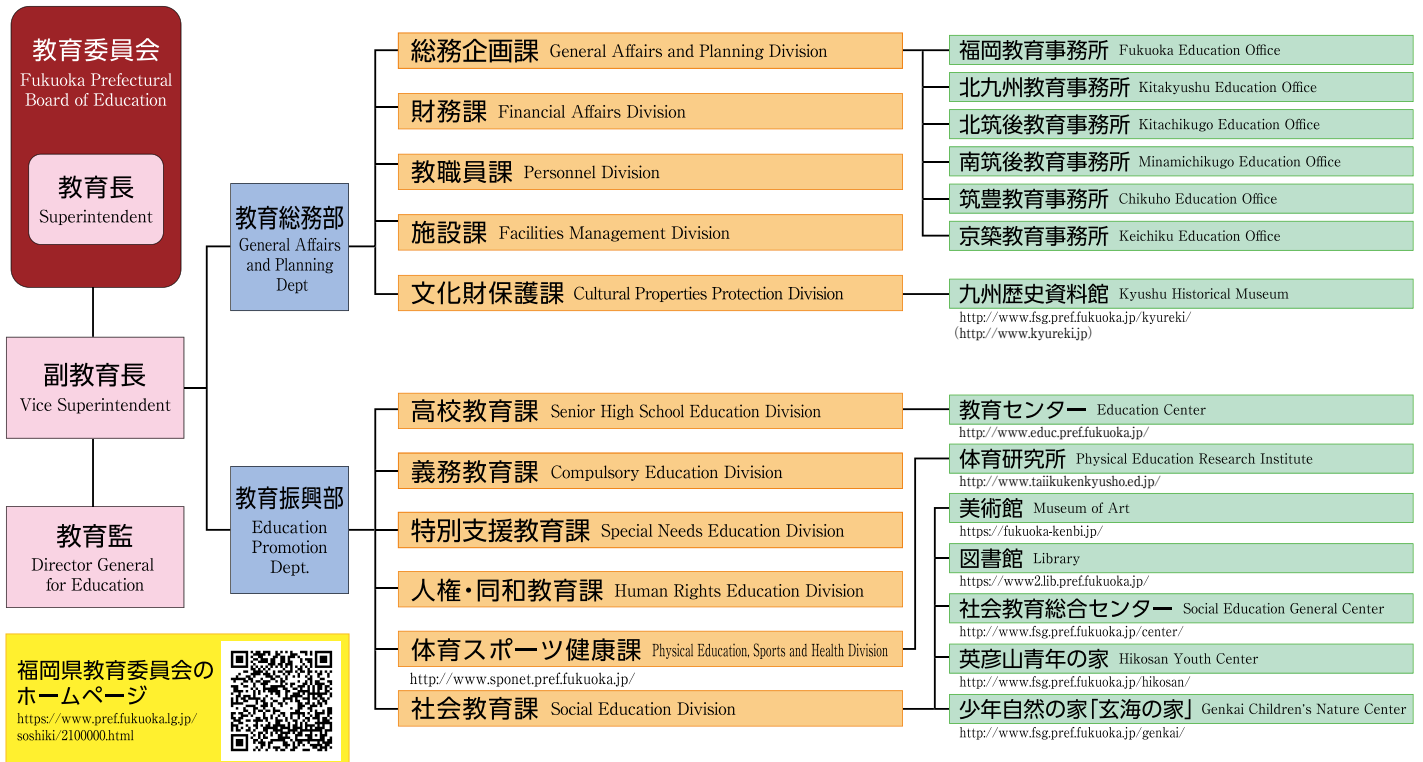 教育委員会
Fukuoka Prefectural
Board of Education
教育長
Superintendent
副教育長
Vice Superintendent
教育監
Director General
for Education
福岡県教育委員会の
ホームページ
https://www.pref.fukuoka.lg.jp/
soshiki/2100000.html
教育総務部
General Affairs
and Planning
Dept
総務企画課 General Affairs and Planning Division
財務課 Financial Affairs Division
教職員課 Personnel Division
施設課 Facilities Management Division
文化財保護課 Cultural Properties Protection Division
福岡教育事務所 Fukuoka Education Office
北九州教育事務所 Kitakyushu Education Office
北筑後教育事務所 Kitachikugo Education Office
南筑後教育事務所 Minamichikugo Education Office
筑豊教育事務所 Chikuho Education Office
京築教育事務所 Keichiku Education Office
九州歴史資料館 Kyushu Historical Museum
http://www.fsg.pref.fukuoka.jp/kyureki/
(http://www.kyureki.jp)
教育振興部
Education
Promotion
Dept.
高校教育課 Senior High School Education Division
義務教育課 Compulsory Education Division
特別支援教育課 Special Needs Education Division
人権・同和教育課 Human Rights Education Division
体育スポーツ健康課 Physical Education, Sports and Health Division
http://www.sponet.pref.fukuoka.jp/
社会教育課 Social Education Division
教育センター Education Center
http://www.educ.pref.fukuoka.jp/
体育研究所 Physical Education Research Institute
http://www.taiikukenkyusho.ed.jp/
美術館 Museum of Art
https://fukuoka-kenbi.jp/
図書館 Library
https://www2.lib.pref.fukuoka.jp/
社会教育総合センター Social Education General Center
http://www.fsg.pref.fukuoka.jp/center/
英彦山青年の家 Hikosan Youth Center
http://www.fsg.pref.fukuoka.jp/hikosan/
少年自然の家「玄海の家」 Genkai Children's Nature Center
http://www.fsg.pref.fukuoka.jp/genkai/